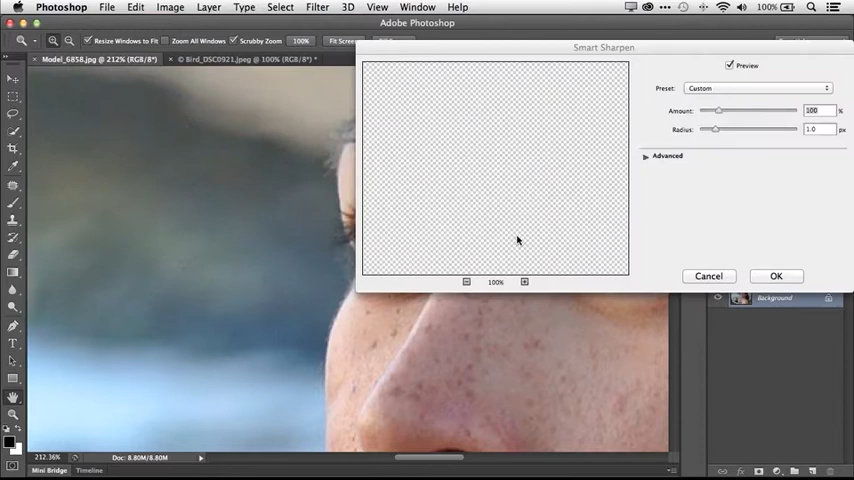 Photoshop File Edit Image Layer Type Select Filter 3D View Window Help 100%
Adobe Photoshop
Resize Windows to Fit Zoom All Windows Scrubby Zoom 100% Fit Screen
Smart Sharpen
Model_6858.jpg @ 212% (RGB/8*) × © Bird_DSC0921.jpeg @ 100% (RGB/8*) *
Preview
Preset: Custom
Amount: 100 %
Radius: 1.0 px
Advanced
100%
Cancel OK
Background
212.36% Doc: 8.80M/8.80M
Mini Bridge Timeline